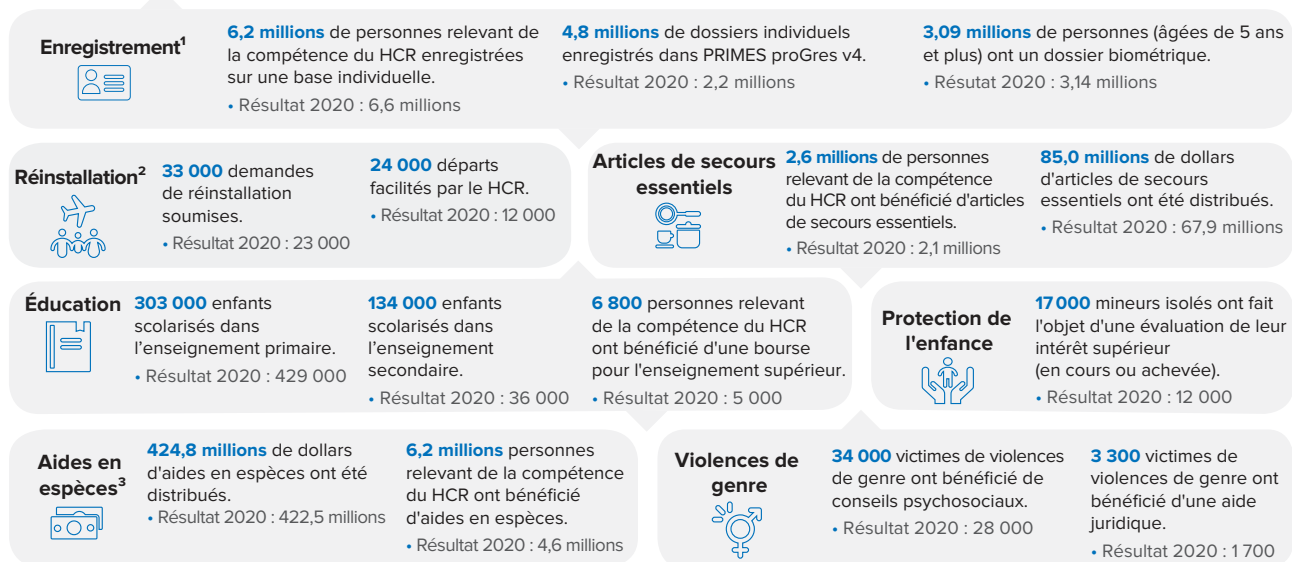 Enregistrement¹
6,2 millions de personnes relevant de
la compétence du HCR enregistrées
sur une base individuelle.
• Résultat 2020 : 6,6 millions
4,8 millions de dossiers individuels
enregistrés dans PRIMES proGres v4.
• Résultat 2020 : 2,2 millions
3,09 millions de personnes (âgées de 5 ans
et plus) ont un dossier biométrique.
• Résutat 2020 : 3,14 millions
Réinstallation²
33 000 demandes
de réinstallation
soumises.
• Résultat 2020 : 23 000
24 000 départs
facilités par le HCR.
• Résultat 2020 : 12 000
Articles de secours
essentiels
2,6 millions de personnes
relevant de la compétence
du HCR ont bénéficié d'articles
de secours essentiels.
• Résultat 2020 : 2,1 millions
85,0 millions de dollars
d'articles de secours
essentiels ont été distribués.
• Résultat 2020 : 67,9 millions
Éducation
303 000 enfants
scolarisés dans
l’enseignement primaire.
• Résultat 2020 : 429 000
134 000 enfants
scolarisés dans
l’enseignement
secondaire.
• Résultat 2020 : 36 000
6 800 personnes relevant
de la compétence du HCR
ont bénéficié d'une bourse
pour l'enseignement supérieur.
• Résultat 2020 : 5 000
Protection de
l'enfance
17 000 mineurs isolés ont fait
l'objet d'une évaluation de leur
intérêt supérieur
(en cours ou achevée).
• Résultat 2020 : 12 000
Aides en
espèces³
424,8 millions de dollars
d'aides en espèces ont été
distribués.
• Résultat 2020 : 422,5 millions
6,2 millions personnes
relevant de la compétence
du HCR ont bénéficié
d'aides en espèces.
• Résultat 2020 : 4,6 millions
Violences de
genre
34 000 victimes de violences
de genre ont bénéficié de
conseils psychosociaux.
• Résultat 2020 : 28 000
3 300 victimes de
violences de genre ont
bénéficié d'une aide
juridique.
• Résultat 2020 : 1 700